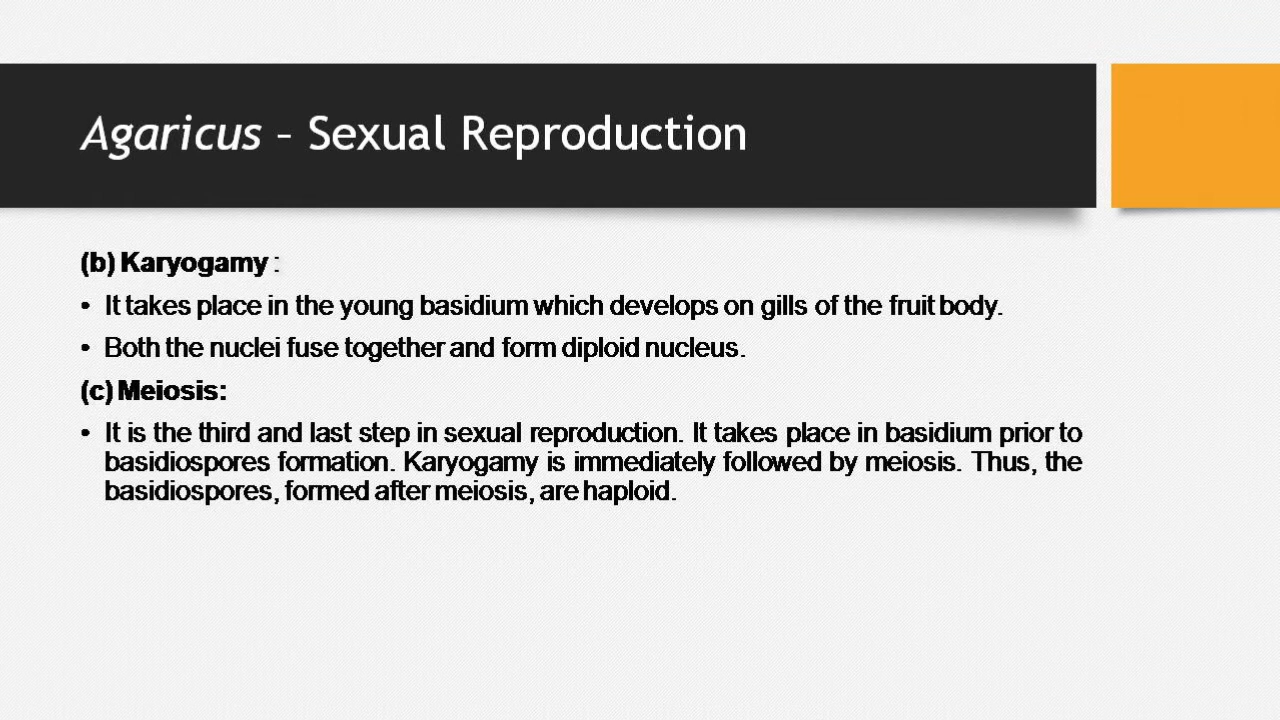 Agaricus – Sexual Reproduction
(b) Karyogamy :
• It takes place in the young basidium which develops on gills of the fruit body.
• Both the nuclei fuse together and form diploid nucleus.
(c) Meiosis:
• It is the third and last step in sexual reproduction. It takes place in basidium prior to
basidiospores formation. Karyogamy is immediately followed by meiosis. Thus, the
basidiospores, formed after meiosis, are haploid.